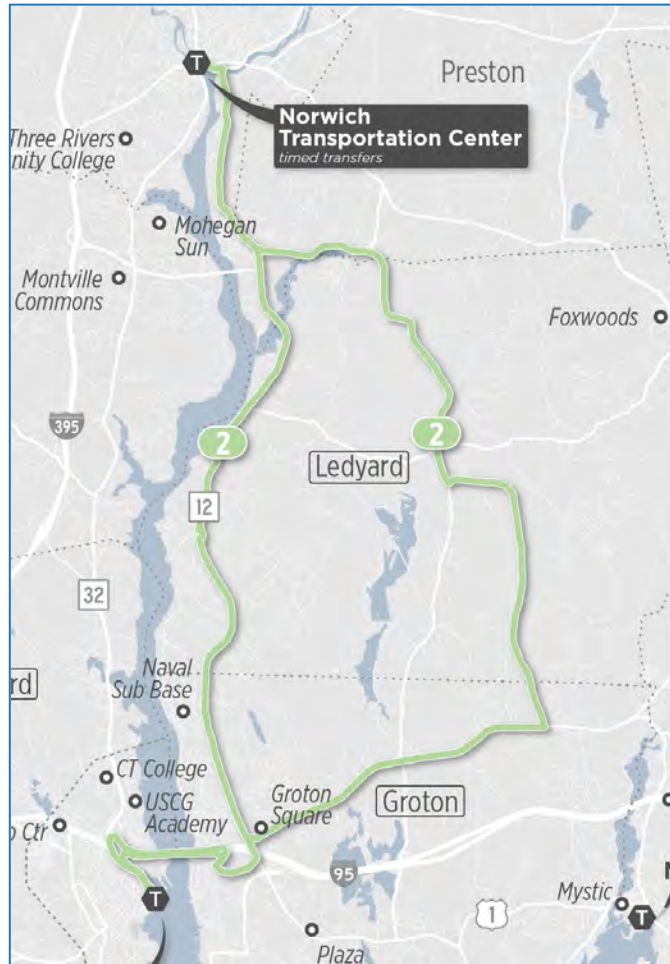 T
Preston
Norwich
Transportation Center
timed transfers
Three Rivers
nity College
Mohegan
Sun
Montville
Commons
Foxwoods
395
2
2
Ledyard
12
32
rd
Naval
Sub Base
CT College
USCG
Academy
o Ctr
Groton
Square
Groton
95
T
1
Mystic
T
Plaza